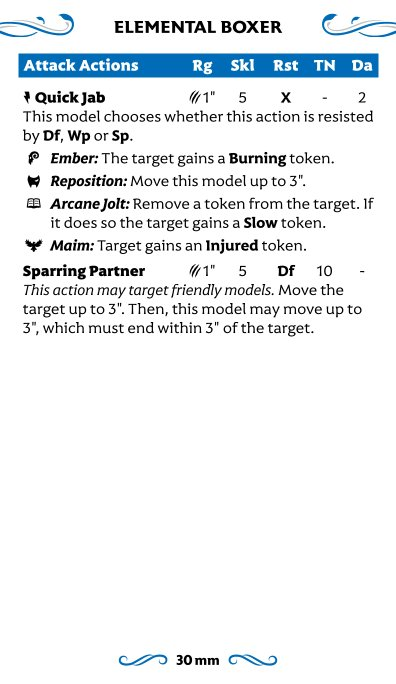 ELEMENTAL BOXER
Attack Actions Rg Skl Rst TN Da
Quick Jab 1" 5 X - 2
This model chooses whether this action is resisted
by Df, Wp or Sp.
Ember: The target gains a Burning token.
Reposition: Move this model up to 3".
Arcane Jolt: Remove a token from the target. If
it does so the target gains a Slow token.
Maim: Target gains an Injured token.
Sparring Partner 1" 5 Df 10 -
This action may target friendly models. Move the
target up to 3". Then, this model may move up to
3", which must end within 3" of the target.
30 mm